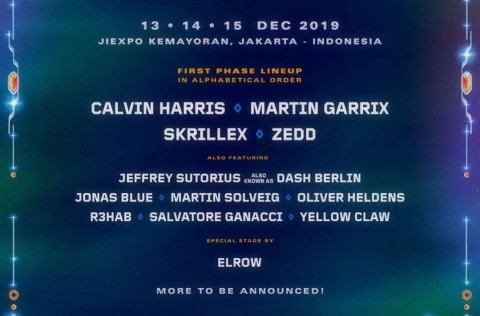 13 • 14 • 15 DEC 2019
JIEXPO KEMAYORAN, JAKARTA - INDONESIA
FIRST PHASE LINEUP
IN ALPHABETICAL ORDER
CALVIN HARRIS ◊ MARTIN GARRIX
SKRILLEX ◊ ZEDD
ALSO FEATURING
JEFFREY SUTORIUS ALSO KNOWN AS DASH BERLIN
JONAS BLUE ◊ MARTIN SOLVEIG ◊ OLIVER HELDENS
R3HAB ◊ SALVATORE GANACCI ◊ YELLOW CLAW
SPECIAL STAGE BY
ELROW
MORE TO BE ANNOUNCED!